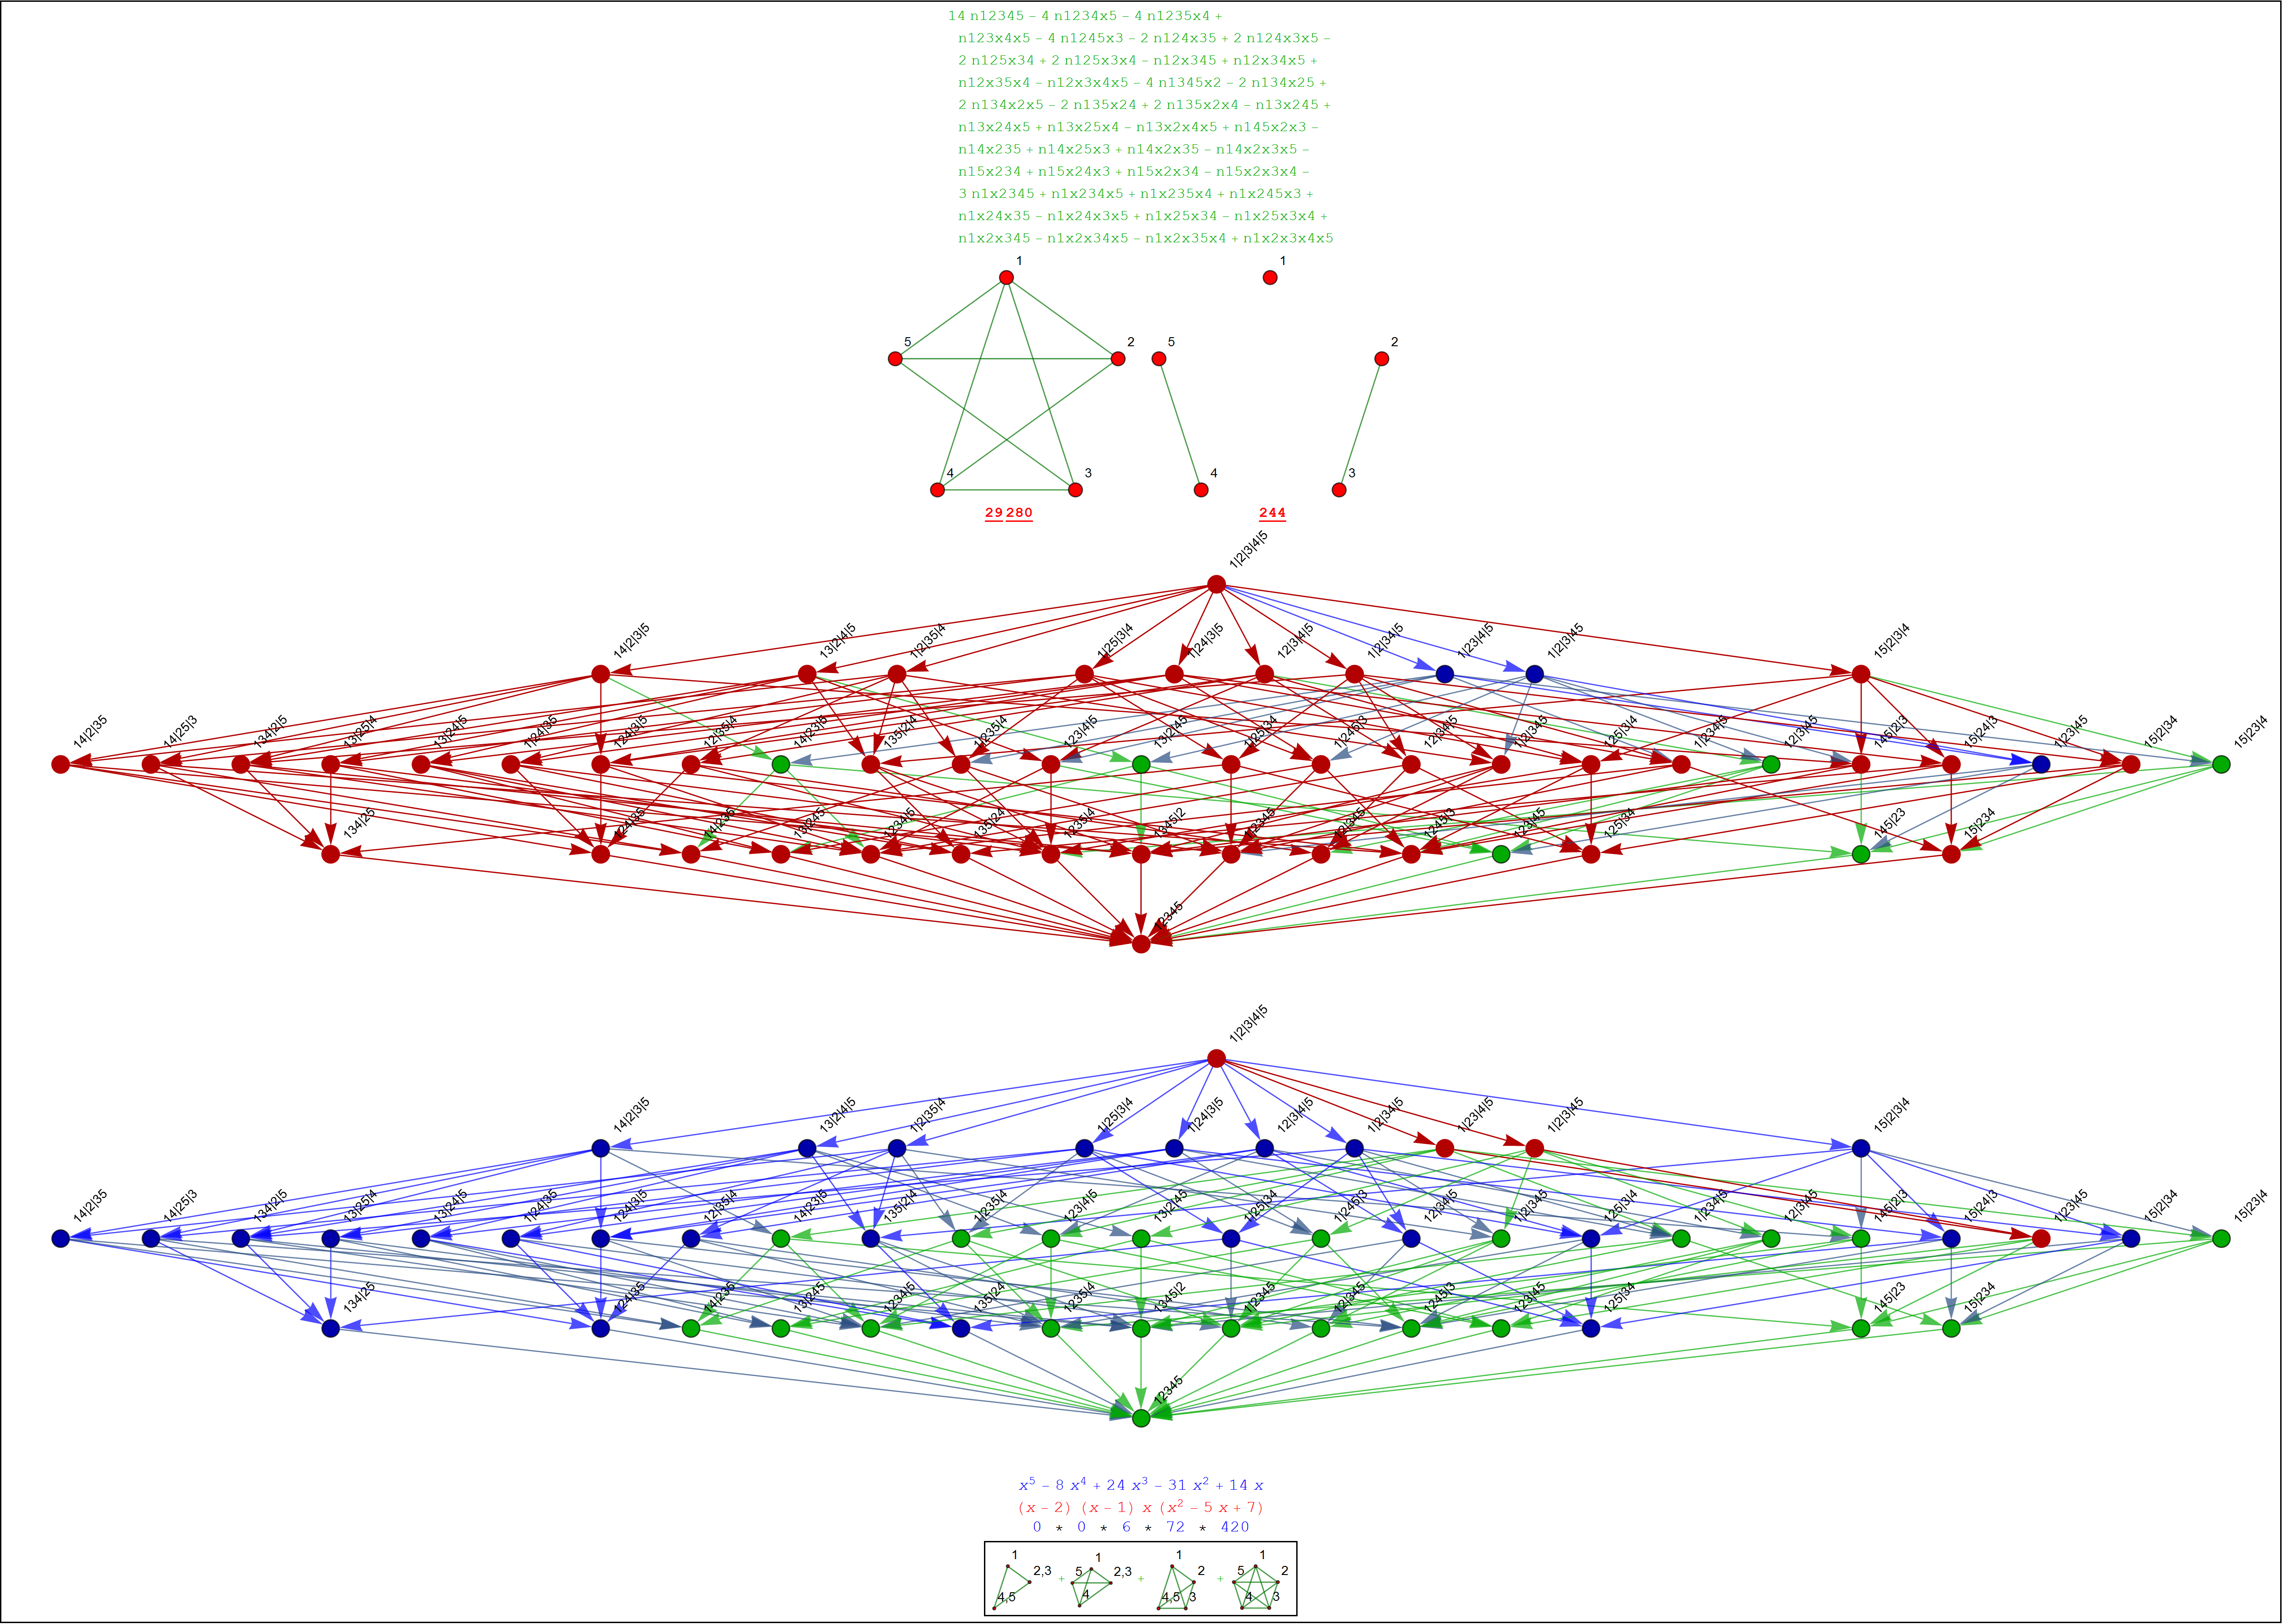 14 n12345 – 4 n1234x5 – 4 n1235x4 +
n123x4x5 – 4 n1245x3 – 2 n124x35 + 2 n124x3x5 –
2 n125x34 + 2 n125x3x4 – n12x345 + n12x34x5 +
n12x35x4 – n12x3x4x5 – 4 n1345x2 – 2 n134x25 +
2 n134x2x5 – 2 n135x24 + 2 n135x2x4 – n13x245 +
n13x24x5 + n13x25x4 – n13x2x4x5 + n145x2x3 –
n14x235 + n14x25x3 + n14x2x35 – n14x2x3x5 –
n15x234 + n15x24x3 + n15x2x34 – n15x2x3x4 –
3 n1x2345 + n1x234x5 + n1x235x4 + n1x245x3 +
n1x24x35 – n1x24x3x5 + n1x25x34 – n1x25x3x4 +
n1x2x345 – n1x2x34x5 – n1x2x35x4 + n1x2x3x4x5
1 1
5 2 5 2
4 3 4 3
29 280 244
1|2|3|4|5
14|2|3|5 13|2|4|5 1|2|35|4 1|25|3|4 1|24|3|5 12|3|4|5 1|2|34|5 1|23|4|5 1|2|3|45 15|2|3|4
14|2|35 14|25|3 134|2|5 13|25|4 13|24|5 1|24|35 124|3|5 12|35|4 14|23|5 135|2|4 1|235|4 123|4|5 13|2|45 1|25|34 1|245|3 12|34|5 1|2|345 125|3|4 1|234|5 12|3|45 145|2|3 15|24|3 1|23|45 15|2|34 15|23|4
134|25 124|35 14|235 13|245 1234|5 135|24 1235|4 1345|2 1|2345 12|345 1245|3 123|45 125|34 145|23 15|234
12345
1|2|3|4|5
14|2|3|5 13|2|4|5 1|2|35|4 1|25|3|4 1|24|3|5 12|3|4|5 1|2|34|5 1|23|4|5 1|2|3|45 15|2|3|4
14|2|35 14|25|3 134|2|5 13|25|4 13|24|5 1|24|35 124|3|5 12|35|4 14|23|5 135|2|4 1|235|4 123|4|5 13|2|45 1|25|34 1|245|3 12|34|5 1|2|345 125|3|4 1|234|5 12|3|45 145|2|3 15|24|3 1|23|45 15|2|34 15|23|4
134|25 124|35 14|235 13|245 1234|5 135|24 1235|4 1345|2 1|2345 12|345 1245|3 123|45 125|34 145|23 15|234
12345
x⁵ – 8 x⁴ + 24 x³ – 31 x² + 14 x
(x – 2) (x – 1) x (x² – 5 x + 7)
0 * 0 * 6 * 72 * 420
1 2,3 4,5 + 1 5 2,3 4 + 1 2 4,5 3 + 1 5 2 4 3